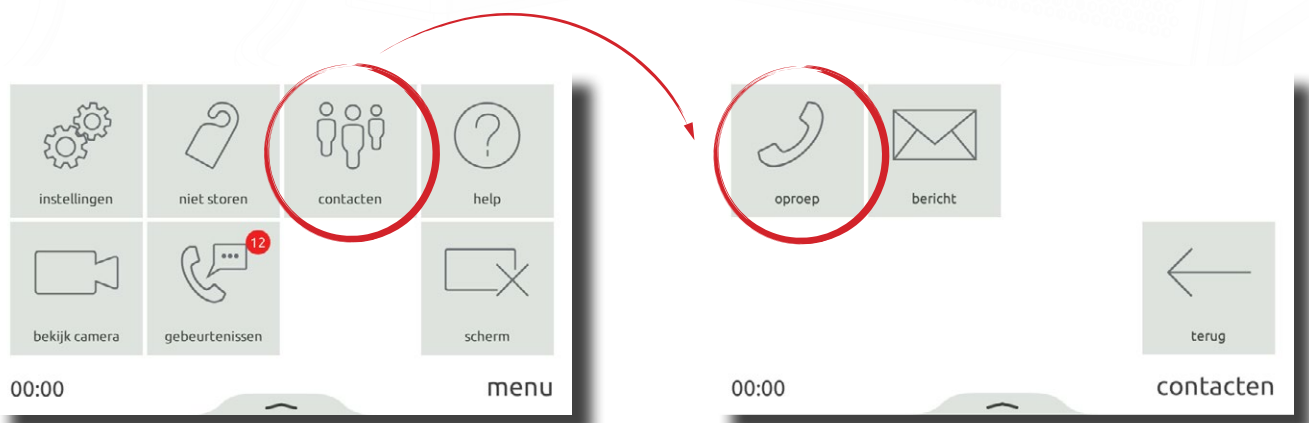 instellingen
niet storen
contacten
help
12
bekijk camera
gebeurtenissen
scherm
00:00
menu
oproep
bericht
terug
00:00
contacten